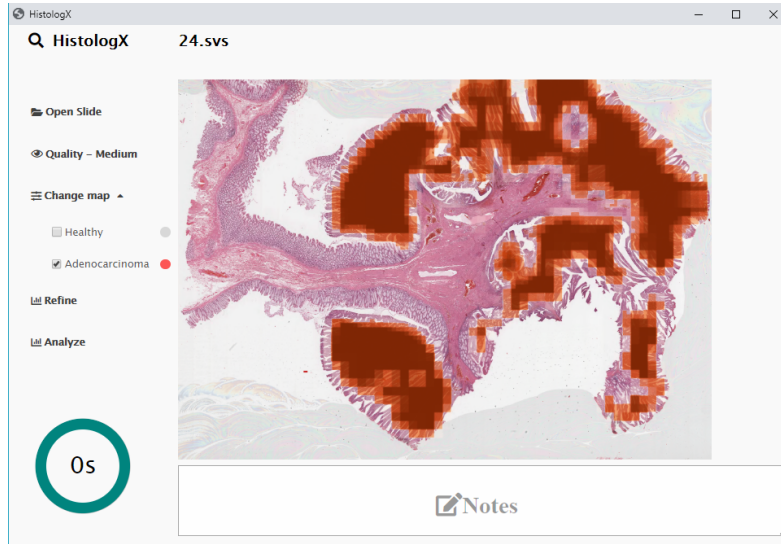 HistologX
HistologX
24.svs
Open Slide
Quality – Medium
Change map
Healthy
Adenocarcinoma
Refine
Analyze
0s
Notes